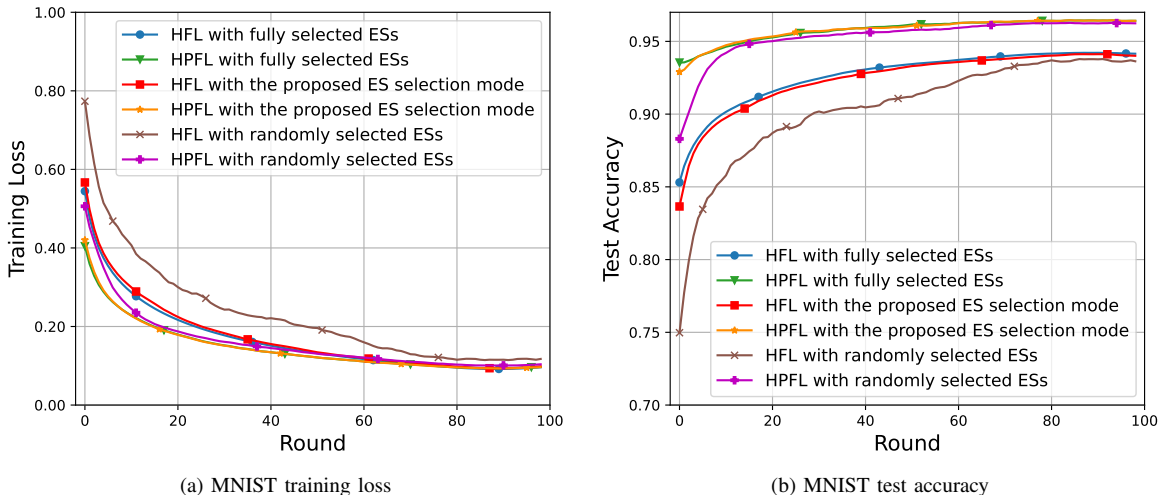 1.00
0.80
0.60
0.40
0.20
0.00
Training Loss
HFL with fully selected ESs
HPFL with fully selected ESs
HFL with the proposed ES selection mode
HPFL with the proposed ES selection mode
HFL with randomly selected ESs
HPFL with randomly selected ESs
0 20 40 60 80 100
Round
(a) MNIST training loss
0.95
0.90
0.85
0.80
0.75
0.70
Test Accuracy
HFL with fully selected ESs
HPFL with fully selected ESs
HFL with the proposed ES selection mode
HPFL with the proposed ES selection mode
HFL with randomly selected ESs
HPFL with randomly selected ESs
0 20 40 60 80 100
Round
(b) MNIST test accuracy